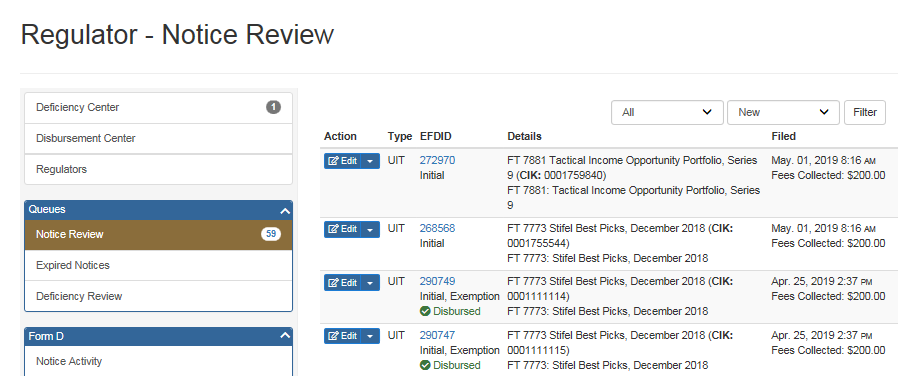 Regulator - Notice Review
Deficiency Center 1
Disbursement Center
Regulators
Queues
Notice Review 59
Expired Notices
Deficiency Review
Form D
Notice Activity
All New Filter
Action Type EFDID Details Filed
Edit UIT 272970 FT 7881 Tactical Income Opportunity Portfolio, Series May. 01, 2019 8:16 AM
Initial 9 (CIK: 0001759840) Fees Collected: $200.00
FT 7881: Tactical Income Opportunity Portfolio, Series
9
Edit UIT 268568 FT 7773 Stifel Best Picks, December 2018 (CIK: May. 01, 2019 8:16 AM
Initial 0001755544) Fees Collected: $200.00
FT 7773: Stifel Best Picks, December 2018
Edit UIT 290749 FT 7773 Stifel Best Picks, December 2018 (CIK: Apr. 25, 2019 2:37 PM
Initial, Exemption 0001111114) Fees Collected: $200.00
Disbursed FT 7773: Stifel Best Picks, December 2018
Edit UIT 290747 FT 7773 Stifel Best Picks, December 2018 (CIK: Apr. 25, 2019 2:37 PM
Initial, Exemption 0001111115) Fees Collected: $200.00
Disbursed FT 7773: Stifel Best Picks, December 2018